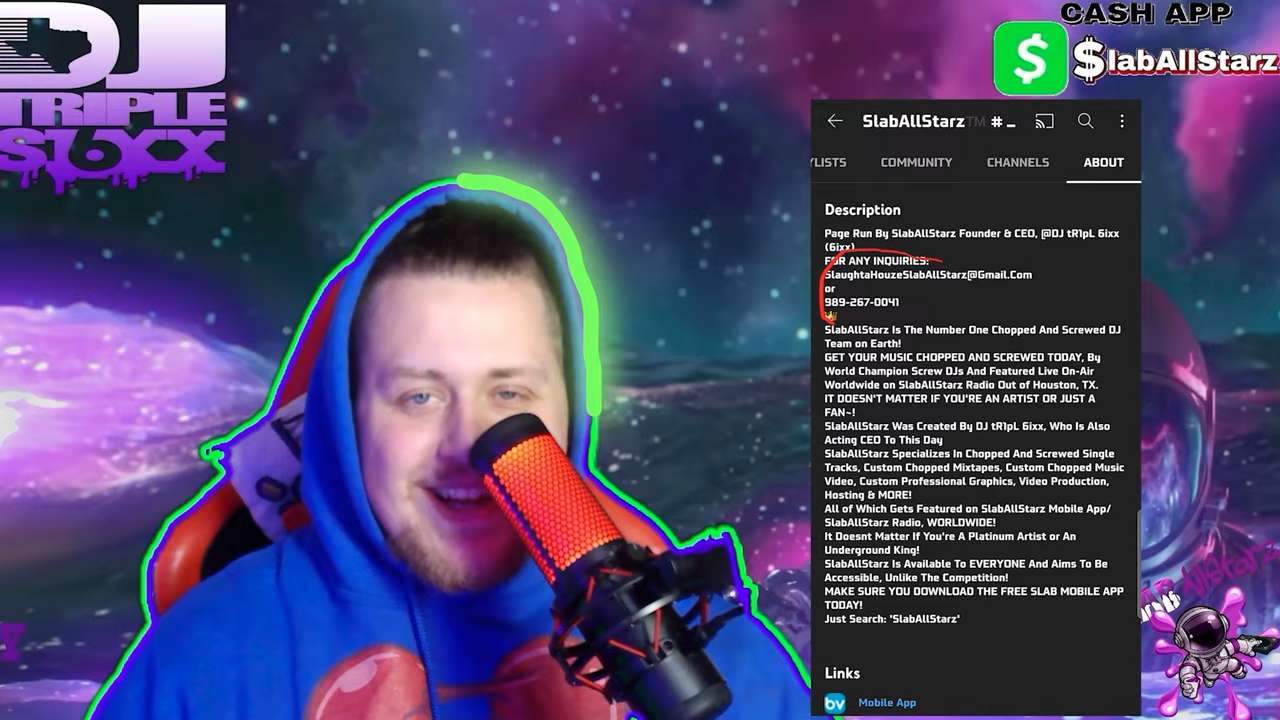 DJ
TRIPLE
S16XX
CASH APP
$
$labAllStarz
SlabAllStarz™ # _
YLISTS
COMMUNITY
CHANNELS
ABOUT
Description
Page Run By SlabAllStarz Founder & CEO, @DJ tR1pL 6ixx
(6ixx)
FOR ANY INQUIRIES:
SlaughtaHouzeSlabAllStarz@Gmail.Com
or
989-267-0041
SlabAllStarz Is The Number One Chopped And Screwed DJ
Team on Earth!
GET YOUR MUSIC CHOPPED AND SCREWED TODAY, By
World Champion Screw DJs And Featured Live On-Air
Worldwide on SlabAllStarz Radio Out of Houston, TX.
IT DOESN'T MATTER IF YOU'RE AN ARTIST OR JUST A
FAN~!
SlabAllStarz Was Created By DJ tR1pL 6ixx, Who Is Also
Acting CEO To This Day
SlabAllStarz Specializes In Chopped And Screwed Single
Tracks, Custom Chopped Mixtapes, Custom Chopped Music
Video, Custom Professional Graphics, Video Production,
Hosting & MORE!
All of Which Gets Featured on SlabAllStarz Mobile App/
SlabAllStarz Radio, WORLDWIDE!
It Doesnt Matter If You're A Platinum Artist or An
Underground King!
SlabAllStarz Is Available To EVERYONE And Aims To Be
Accessible, Unlike The Competition!
MAKE SURE YOU DOWNLOAD THE FREE SLAB MOBILE APP
TODAY!
Just Search: 'SlabAllStarz'
Links
bv
Mobile App